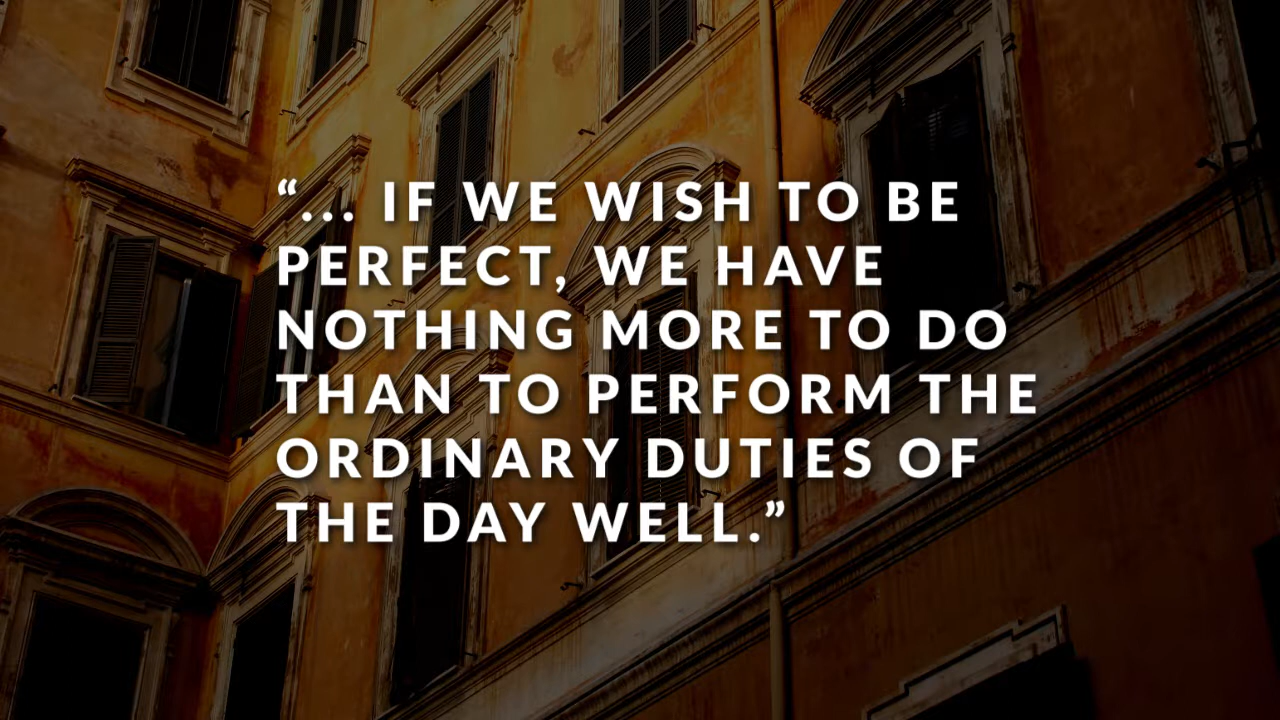 “... IF WE WISH TO BE
PERFECT, WE HAVE
NOTHING MORE TO DO
THAN TO PERFORM THE
ORDINARY DUTIES OF
THE DAY WELL.”